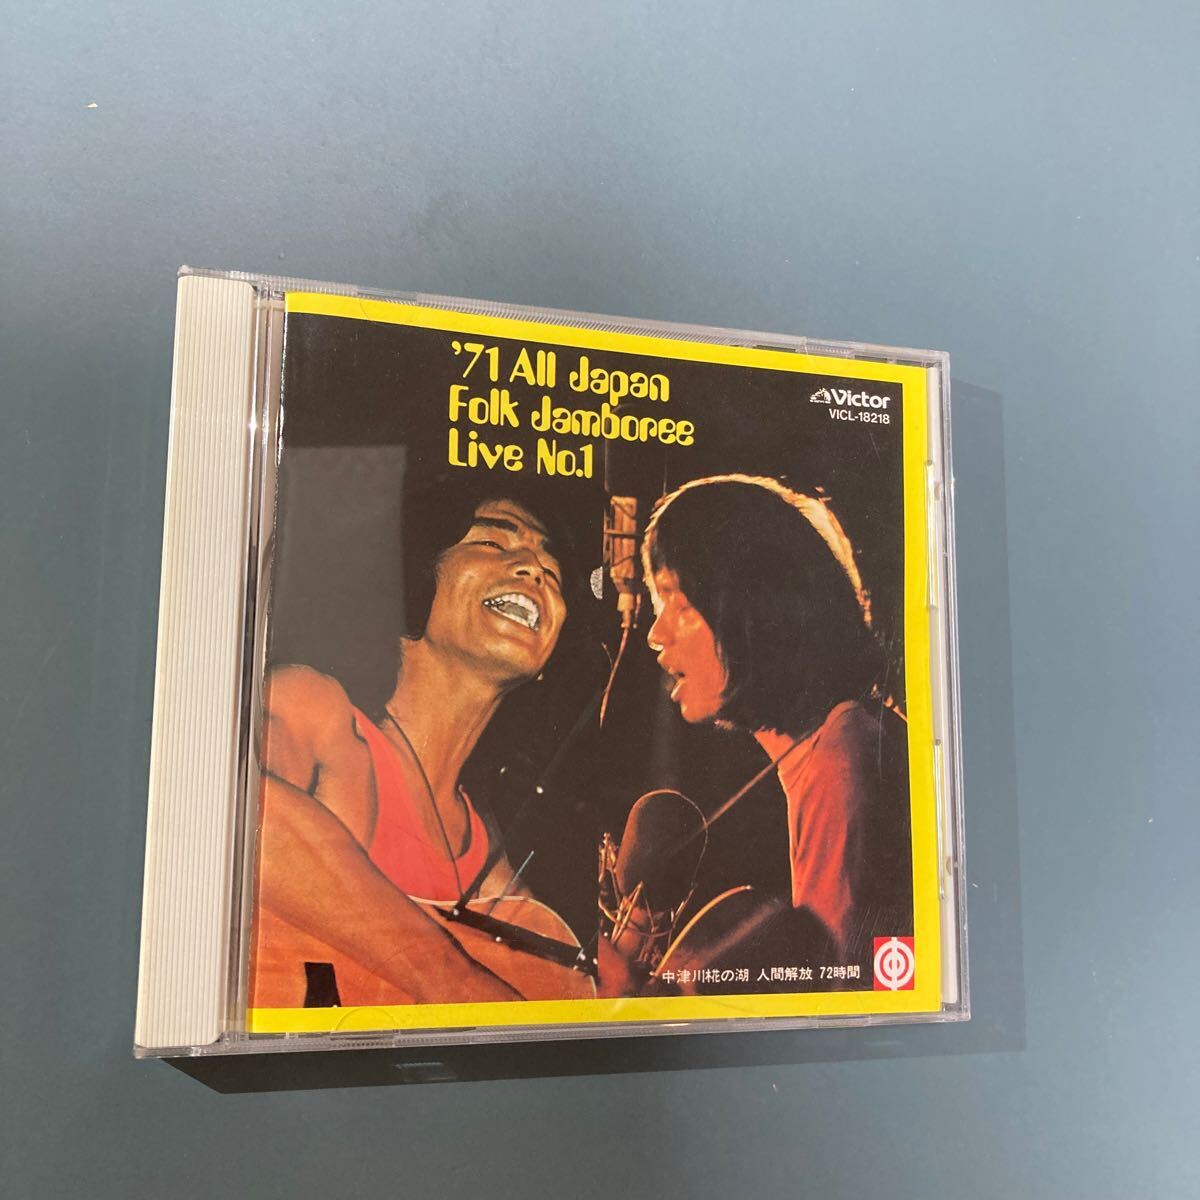 '71 All Japan
Folk Jamboree
Live No.1
Victor
VICL-18218
中津川椛の湖 人間解放 72時間